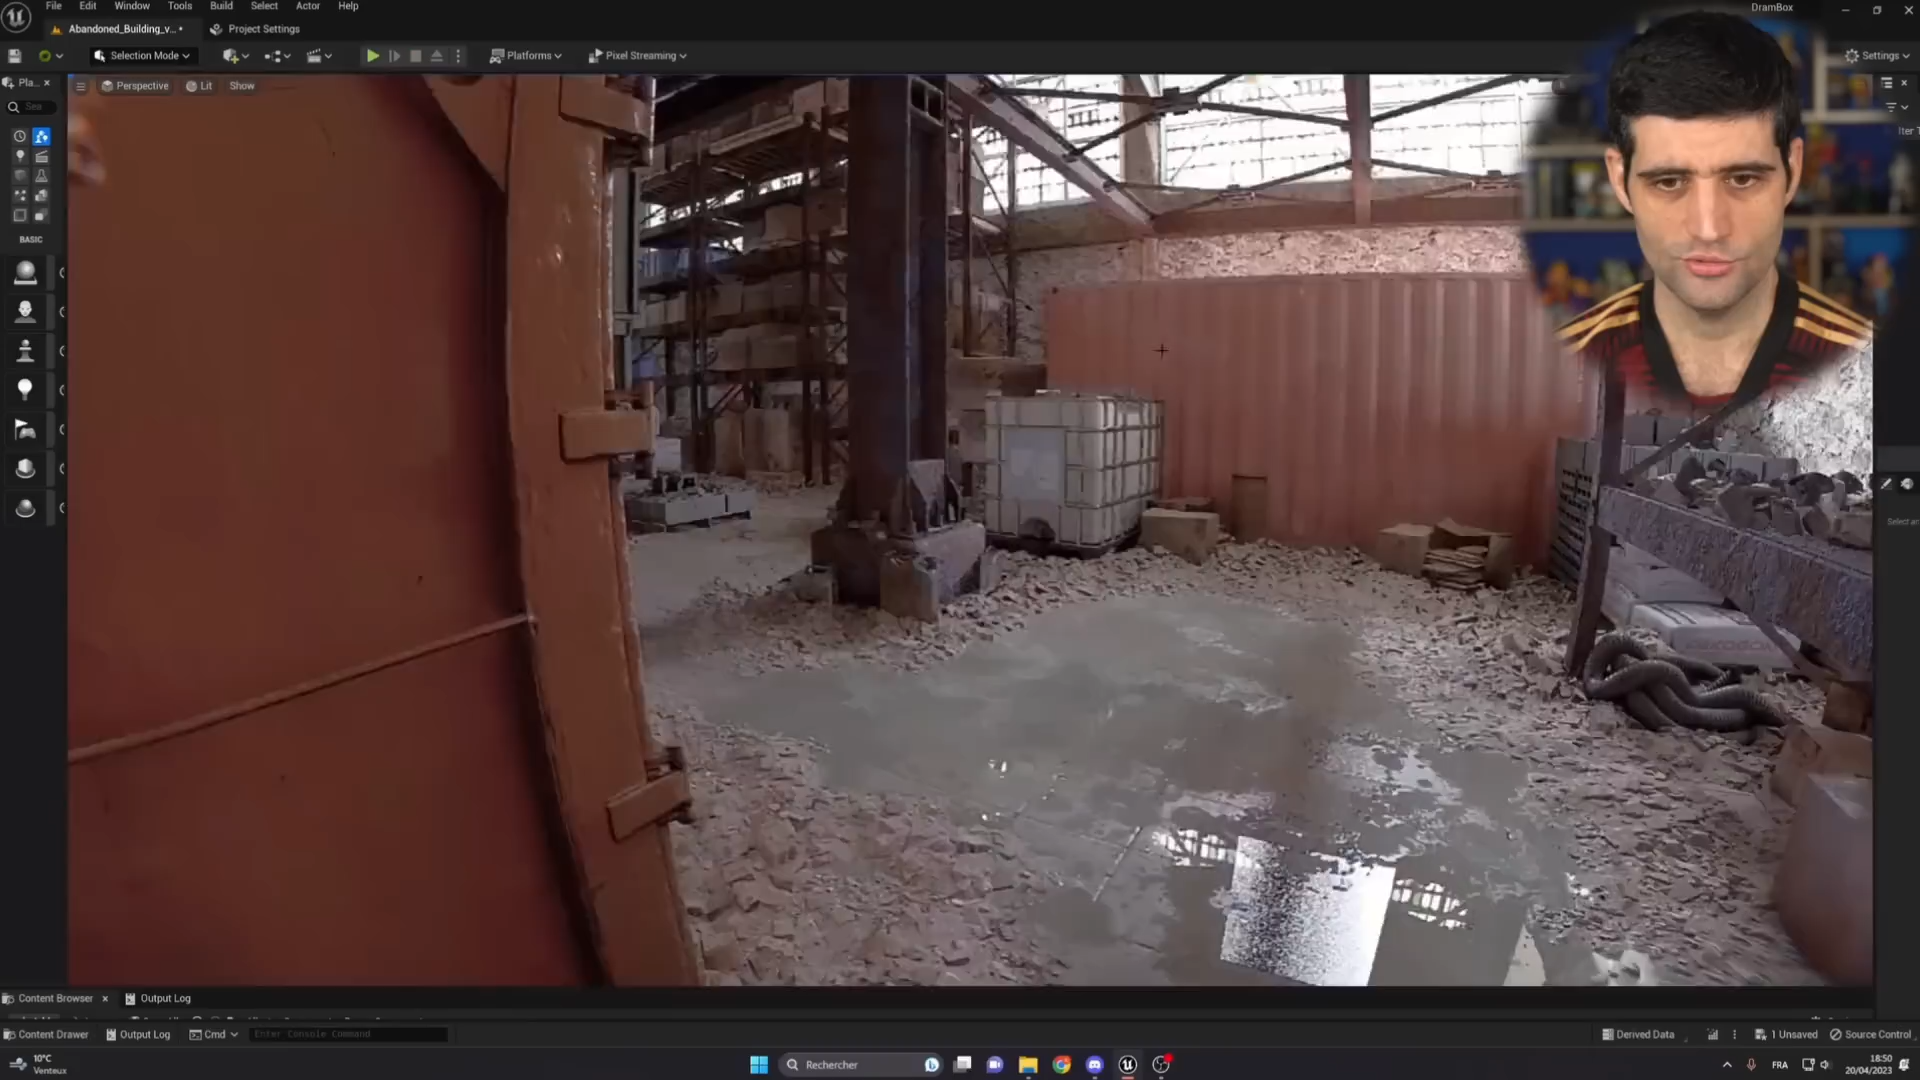 File Edit Window Tools Build Select Actor Help
DramBox
Abandoned_Building_v... •
Project Settings
Selection Mode
Platforms
Pixel Streaming
Settings
Pla...
Sea
Perspective
Lit
Show
BASIC
Content Browser
Output Log
Content Drawer
Output Log
Cmd
Enter Console Command
Derived Data
1 Unsaved
Source Control
10°C
Venteux
Rechercher
FRA
18:50
20/04/2023